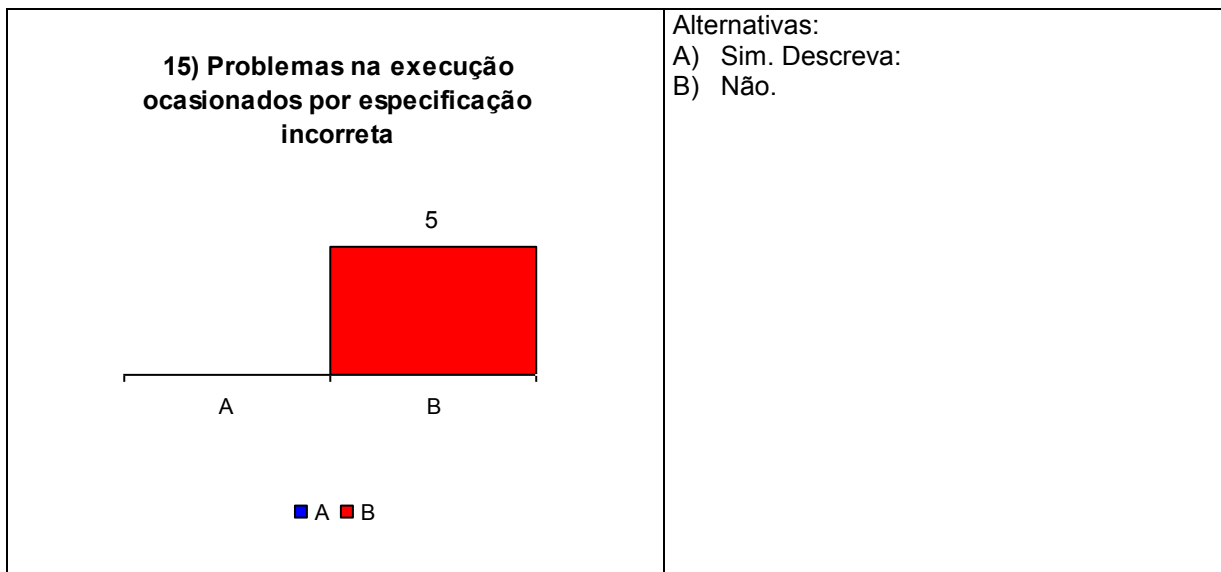 15) Problemas na execução
ocasionados por especificação
incorreta
5
A B
A B
Alternativas:
A) Sim. Descreva:
B) Não.